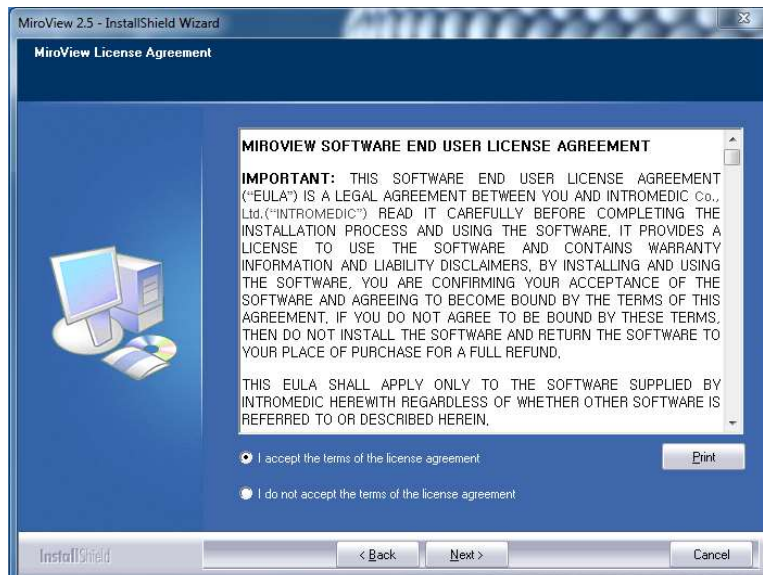 MiroView 2.5 - InstallShield Wizard
MiroView License Agreement
MIROVIEW SOFTWARE END USER LICENSE AGREEMENT
IMPORTANT: THIS SOFTWARE END USER LICENSE AGREEMENT
("EULA") IS A LEGAL AGREEMENT BETWEEN YOU AND INTROMEDIC Co.,
Ltd.("INTROMEDIC") READ IT CAREFULLY BEFORE COMPLETING THE
INSTALLATION PROCESS AND USING THE SOFTWARE. IT PROVIDES A
LICENSE TO USE THE SOFTWARE AND CONTAINS WARRANTY
INFORMATION AND LIABILITY DISCLAIMERS. BY INSTALLING AND USING
THE SOFTWARE, YOU ARE CONFIRMING YOUR ACCEPTANCE OF THE
SOFTWARE AND AGREEING TO BECOME BOUND BY THE TERMS OF THIS
AGREEMENT. IF YOU DO NOT AGREE TO BE BOUND BY THESE TERMS,
THEN DO NOT INSTALL THE SOFTWARE AND RETURN THE SOFTWARE TO
YOUR PLACE OF PURCHASE FOR A FULL REFUND.
THIS EULA SHALL APPLY ONLY TO THE SOFTWARE SUPPLIED BY
INTROMEDIC HEREWITH REGARDLESS OF WHETHER OTHER SOFTWARE IS
REFERRED TO OR DESCRIBED HEREIN.
I accept the terms of the license agreement
Print
I do not accept the terms of the license agreement
InstallShield
< Back
Next >
Cancel